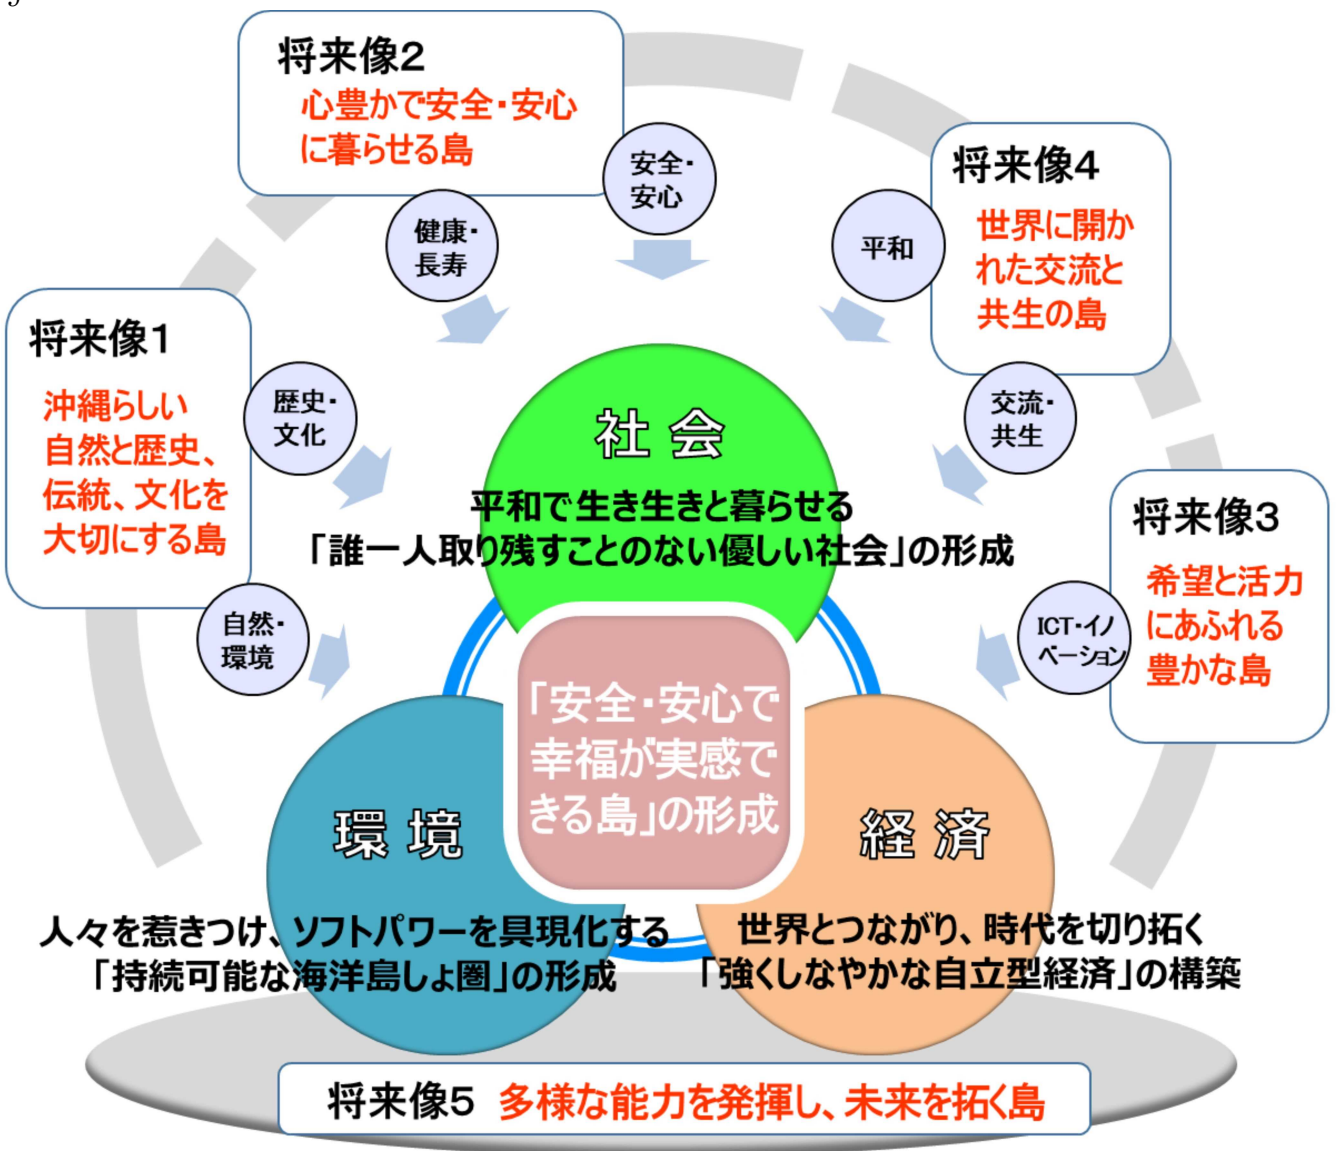 将来像2
心豊かで安全・安心
に暮らせる島
安全・
安心
健康・
長寿
将来像4
世界に開か
れた交流と
共生の島
平和
将来像1
沖縄らしい
自然と歴史、
伝統、文化を
大切にする島
歴史・
文化
交流・
共生
自然・
環境
将来像3
希望と活力
にあふれる
豊かな島
ICT・イノ
ベーション
社会
平和で生き生きと暮らせる
「誰一人取り残すことのない優しい社会」の形成
「安全・安心で
幸福が実感で
きる島」の形成
環境
人々を惹きつけ、ソフトパワーを具現化する
「持続可能な海洋島しょ圏」の形成
経済
世界とつながり、時代を切り拓く
「強くしなやかな自立型経済」の構築
将来像5 多様な能力を発揮し、未来を拓く島